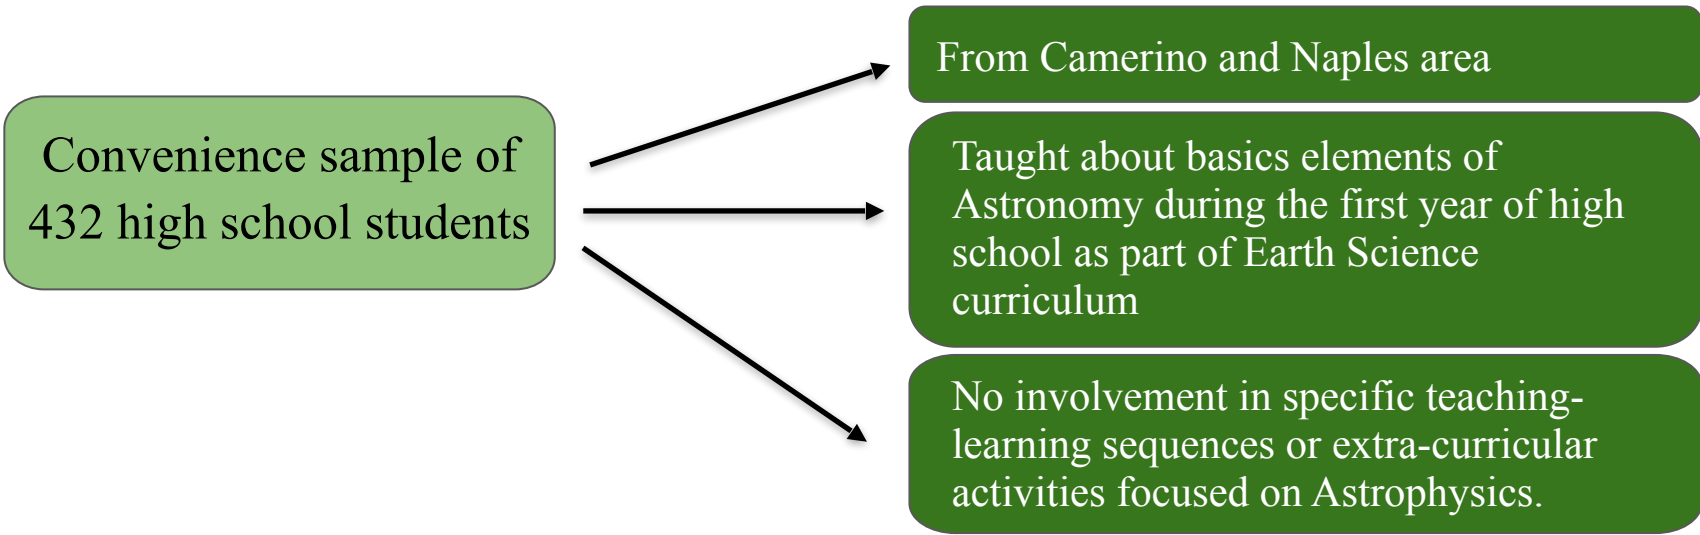 Convenience sample of
432 high school students
From Camerino and Naples area
Taught about basics elements of
Astronomy during the first year of high
school as part of Earth Science
curriculum
No involvement in specific teaching-
learning sequences or extra-curricular
activities focused on Astrophysics.